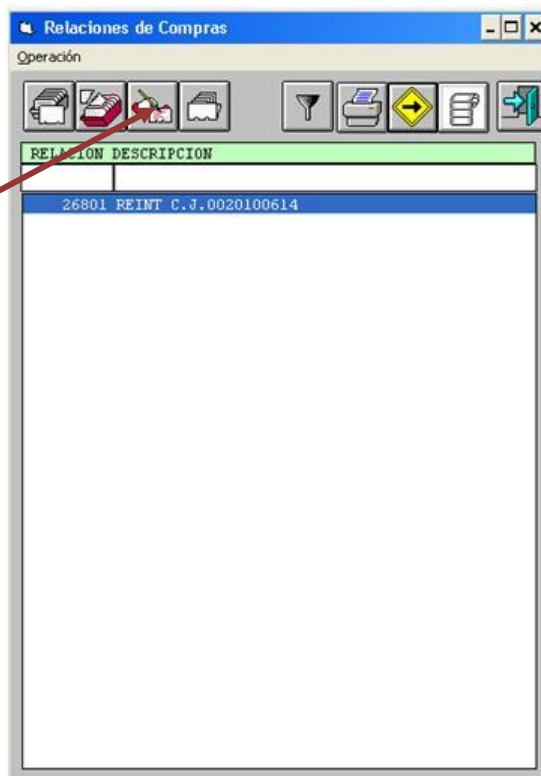 Relaciones de Compras
Operación
RELACION DESCRIPCION
26801 REINT C.J.0020100614